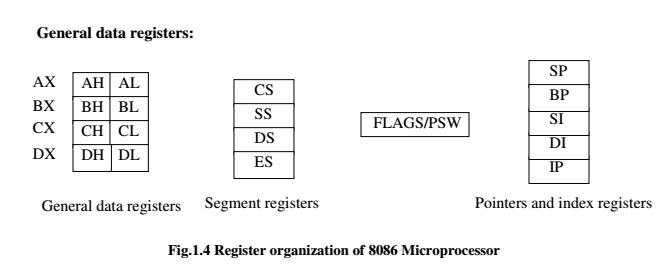 General data registers:
AX AH AL
BX BH BL
CX CH CL
DX DH DL
CS
SS
DS
ES
FLAGS/PSW
SP
BP
SI
DI
IP
General data registers
Segment registers
Pointers and index registers
Fig.1.4 Register organization of 8086 Microprocessor